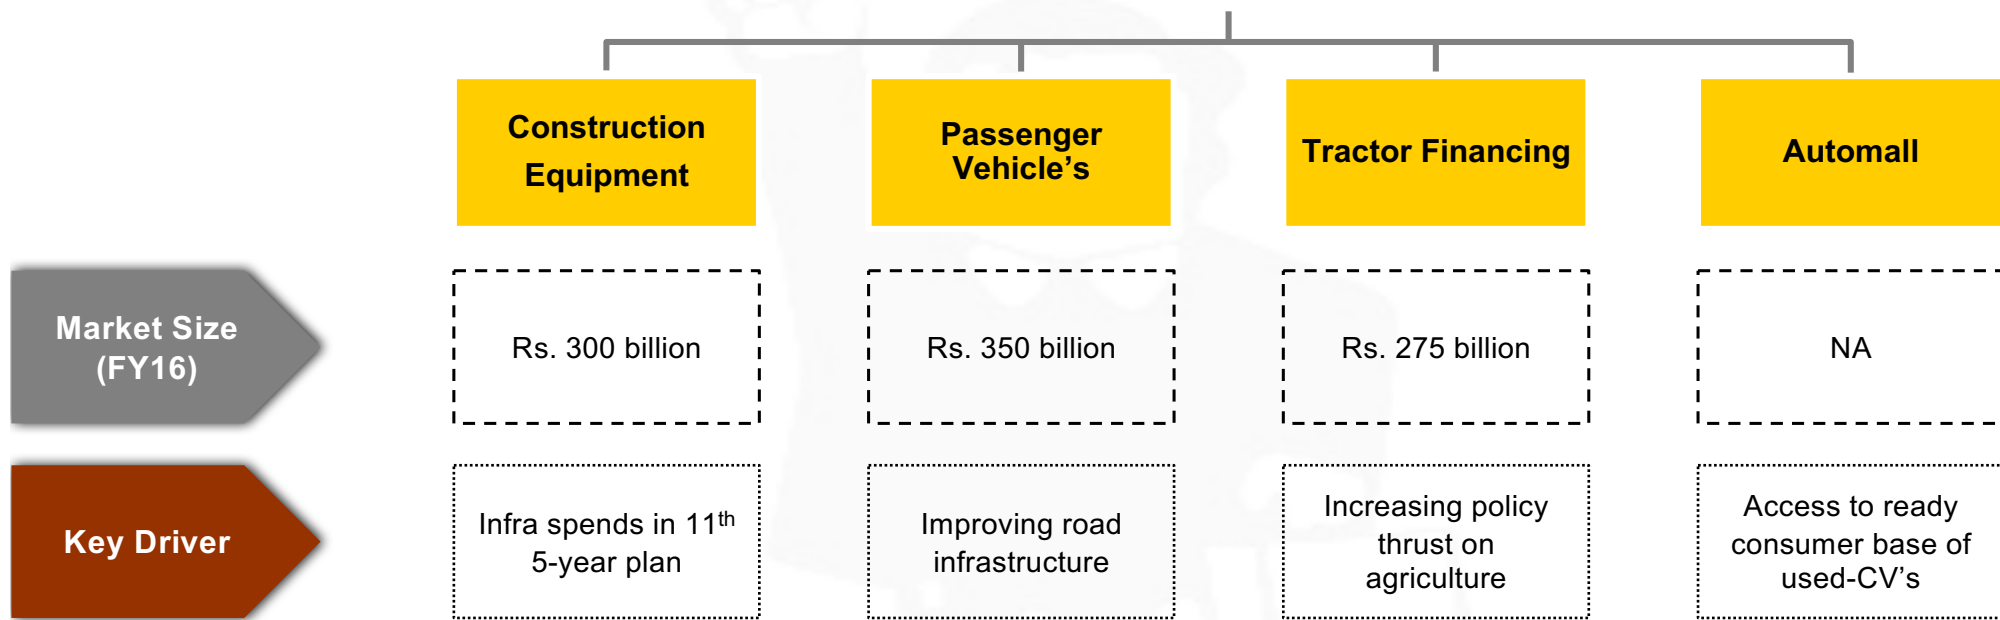 Construction
Equipment
Passenger
Vehicle’s
Tractor Financing
Automall
Market Size
(FY16)
Rs. 300 billion
Rs. 350 billion
Rs. 275 billion
NA
Key Driver
Infra spends in 11th
5-year plan
Improving road
infrastructure
Increasing policy
thrust on
agriculture
Access to ready
consumer base of
used-CV’s